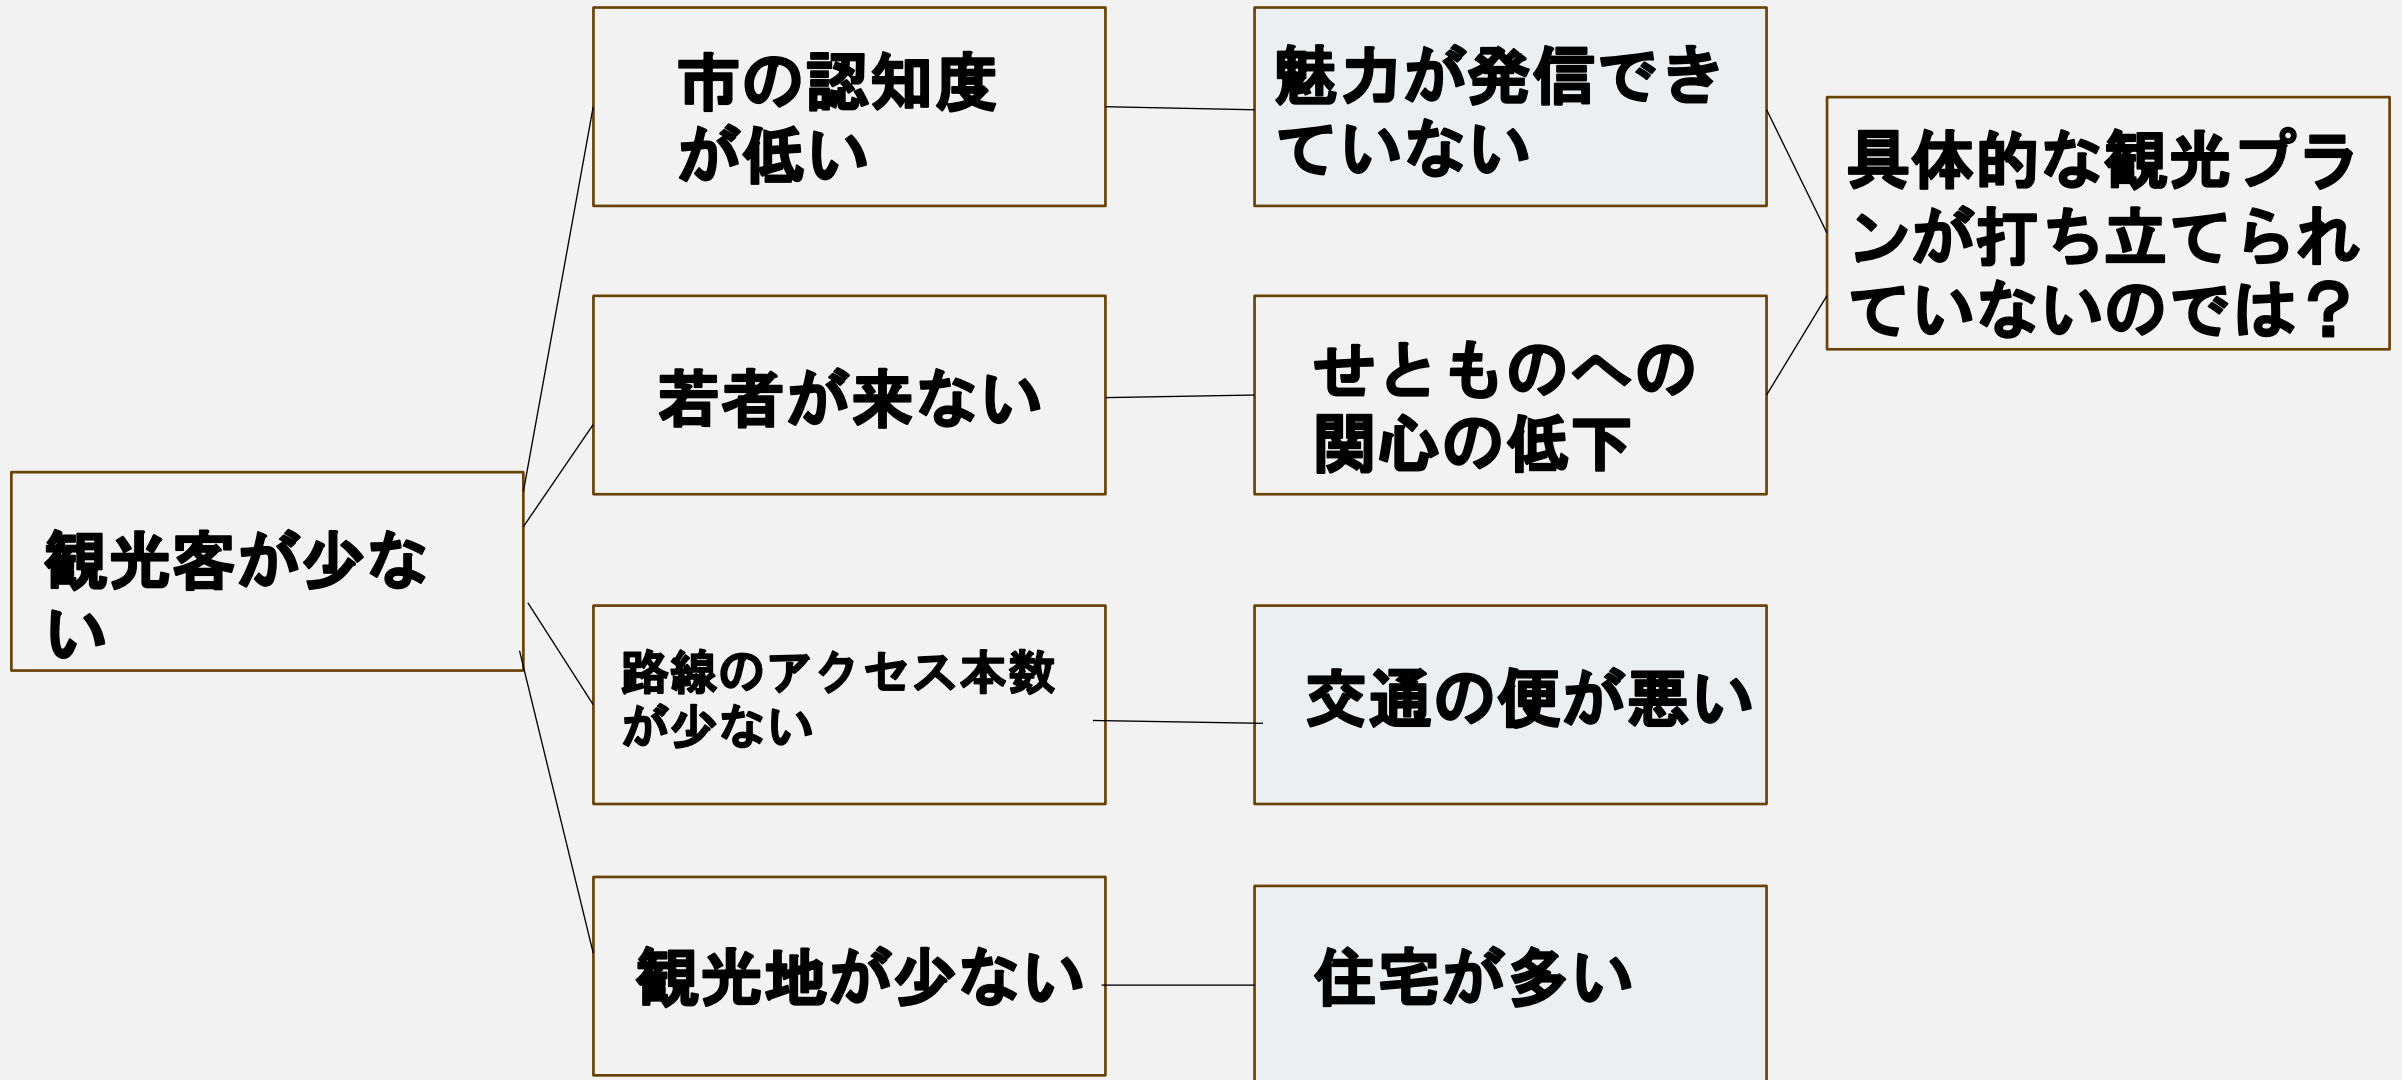 市の認知度
が低い
魅力が発信でき
ていない
具体的な観光プラ
ンが打ち立てられ
ていないのでは？
若者が来ない
せとものへの
関心の低下
観光客が少な
い
路線のアクセス本数
が少ない
交通の便が悪い
観光地が少ない
住宅が多い